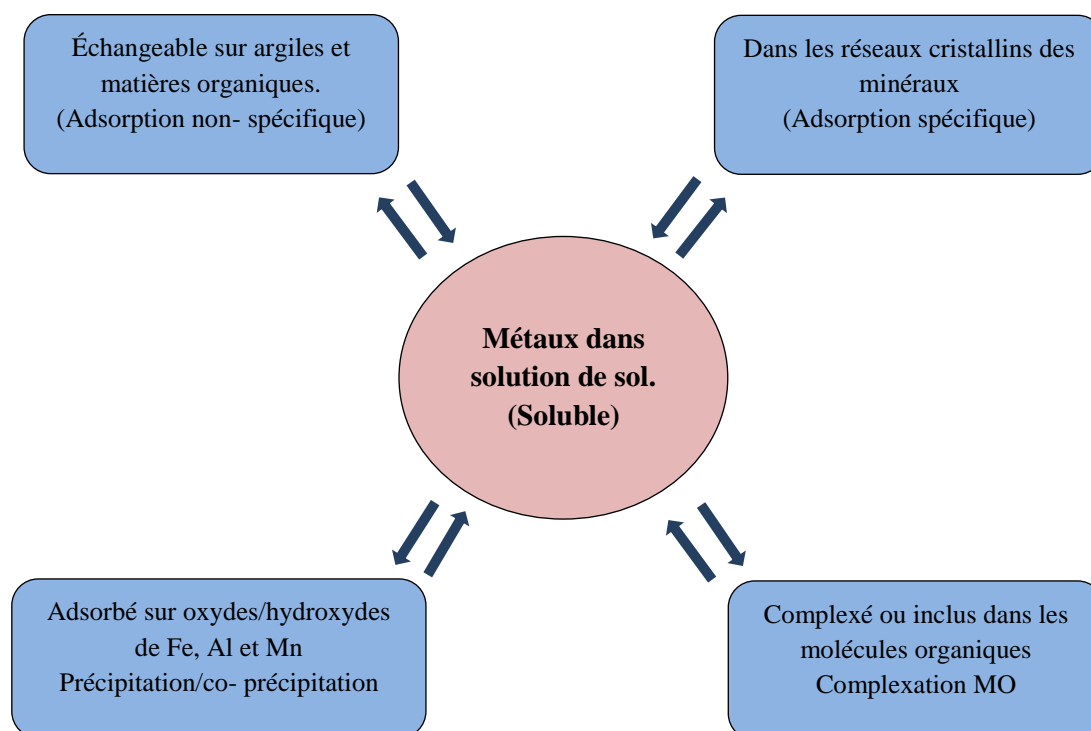 Échangeable sur argiles et
matières organiques.
(Adsorption non- spécifique)
Dans les réseaux cristallins des
minéraux
(Adsorption spécifique)
Métaux dans
solution de sol.
(Soluble)
Adsorbé sur oxydes/hydroxydes
de Fe, Al et Mn
Précipitation/co- précipitation
Complexé ou inclus dans les
molécules organiques
Complexation MO